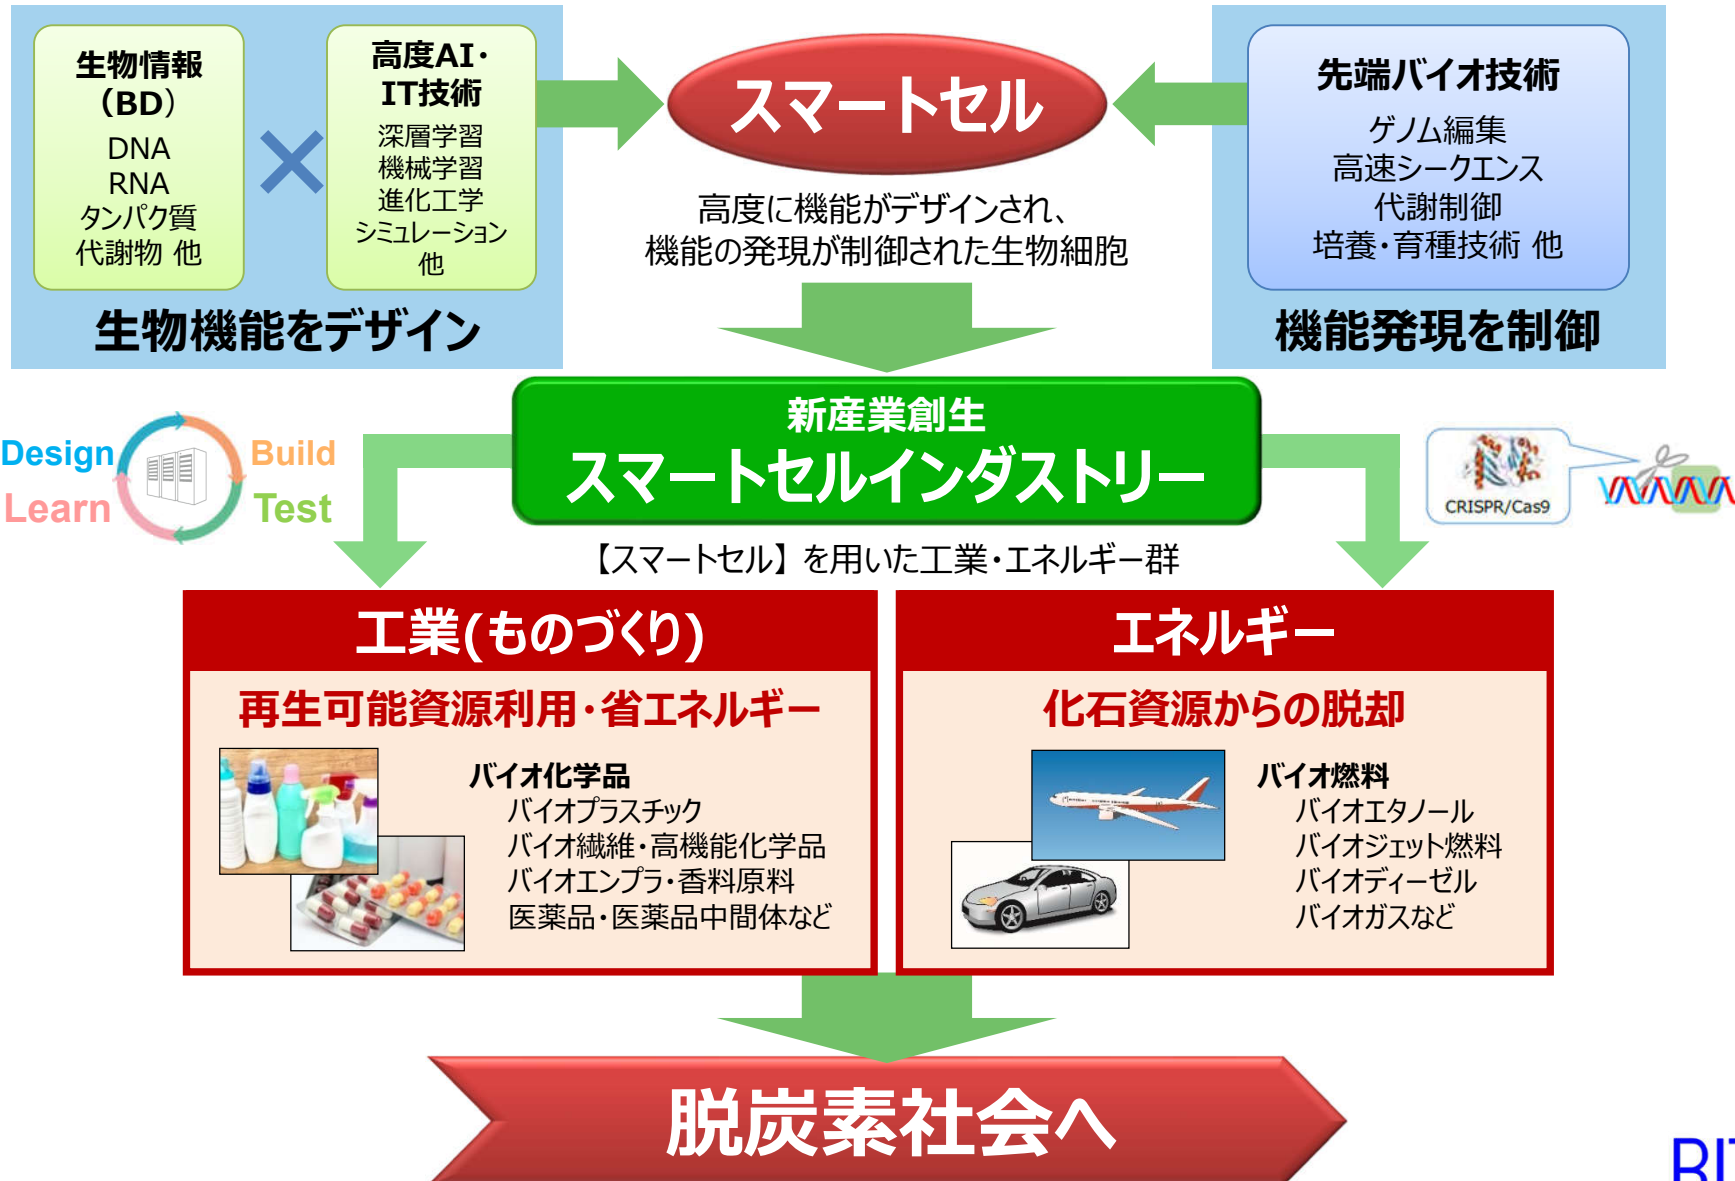 生物情報
（BD）
DNA
RNA
タンパク質
代謝物 他
高度AI・
IT技術
深層学習
機械学習
進化工学
シミュレーション
他
生物機能をデザイン
スマートセル
高度に機能がデザインされ、
機能の発現が制御された生物細胞
先端バイオ技術
ゲノム編集
高速シークエンス
代謝制御
培養・育種技術 他
機能発現を制御
Design
Build
Learn
Test
新産業創生
スマートセルインダストリー
CRISPR/Cas9
【スマートセル】を用いた工業・エネルギー群
工業(ものづくり)
再生可能資源利用・省エネルギー
バイオ化学品
バイオプラスチック
バイオ繊維・高機能化学品
バイオエンプラ・香料原料
医薬品・医薬品中間体など
エネルギー
化石資源からの脱却
バイオ燃料
バイオエタノール
バイオジェット燃料
バイオディーゼル
バイオガスなど
脱炭素社会へ